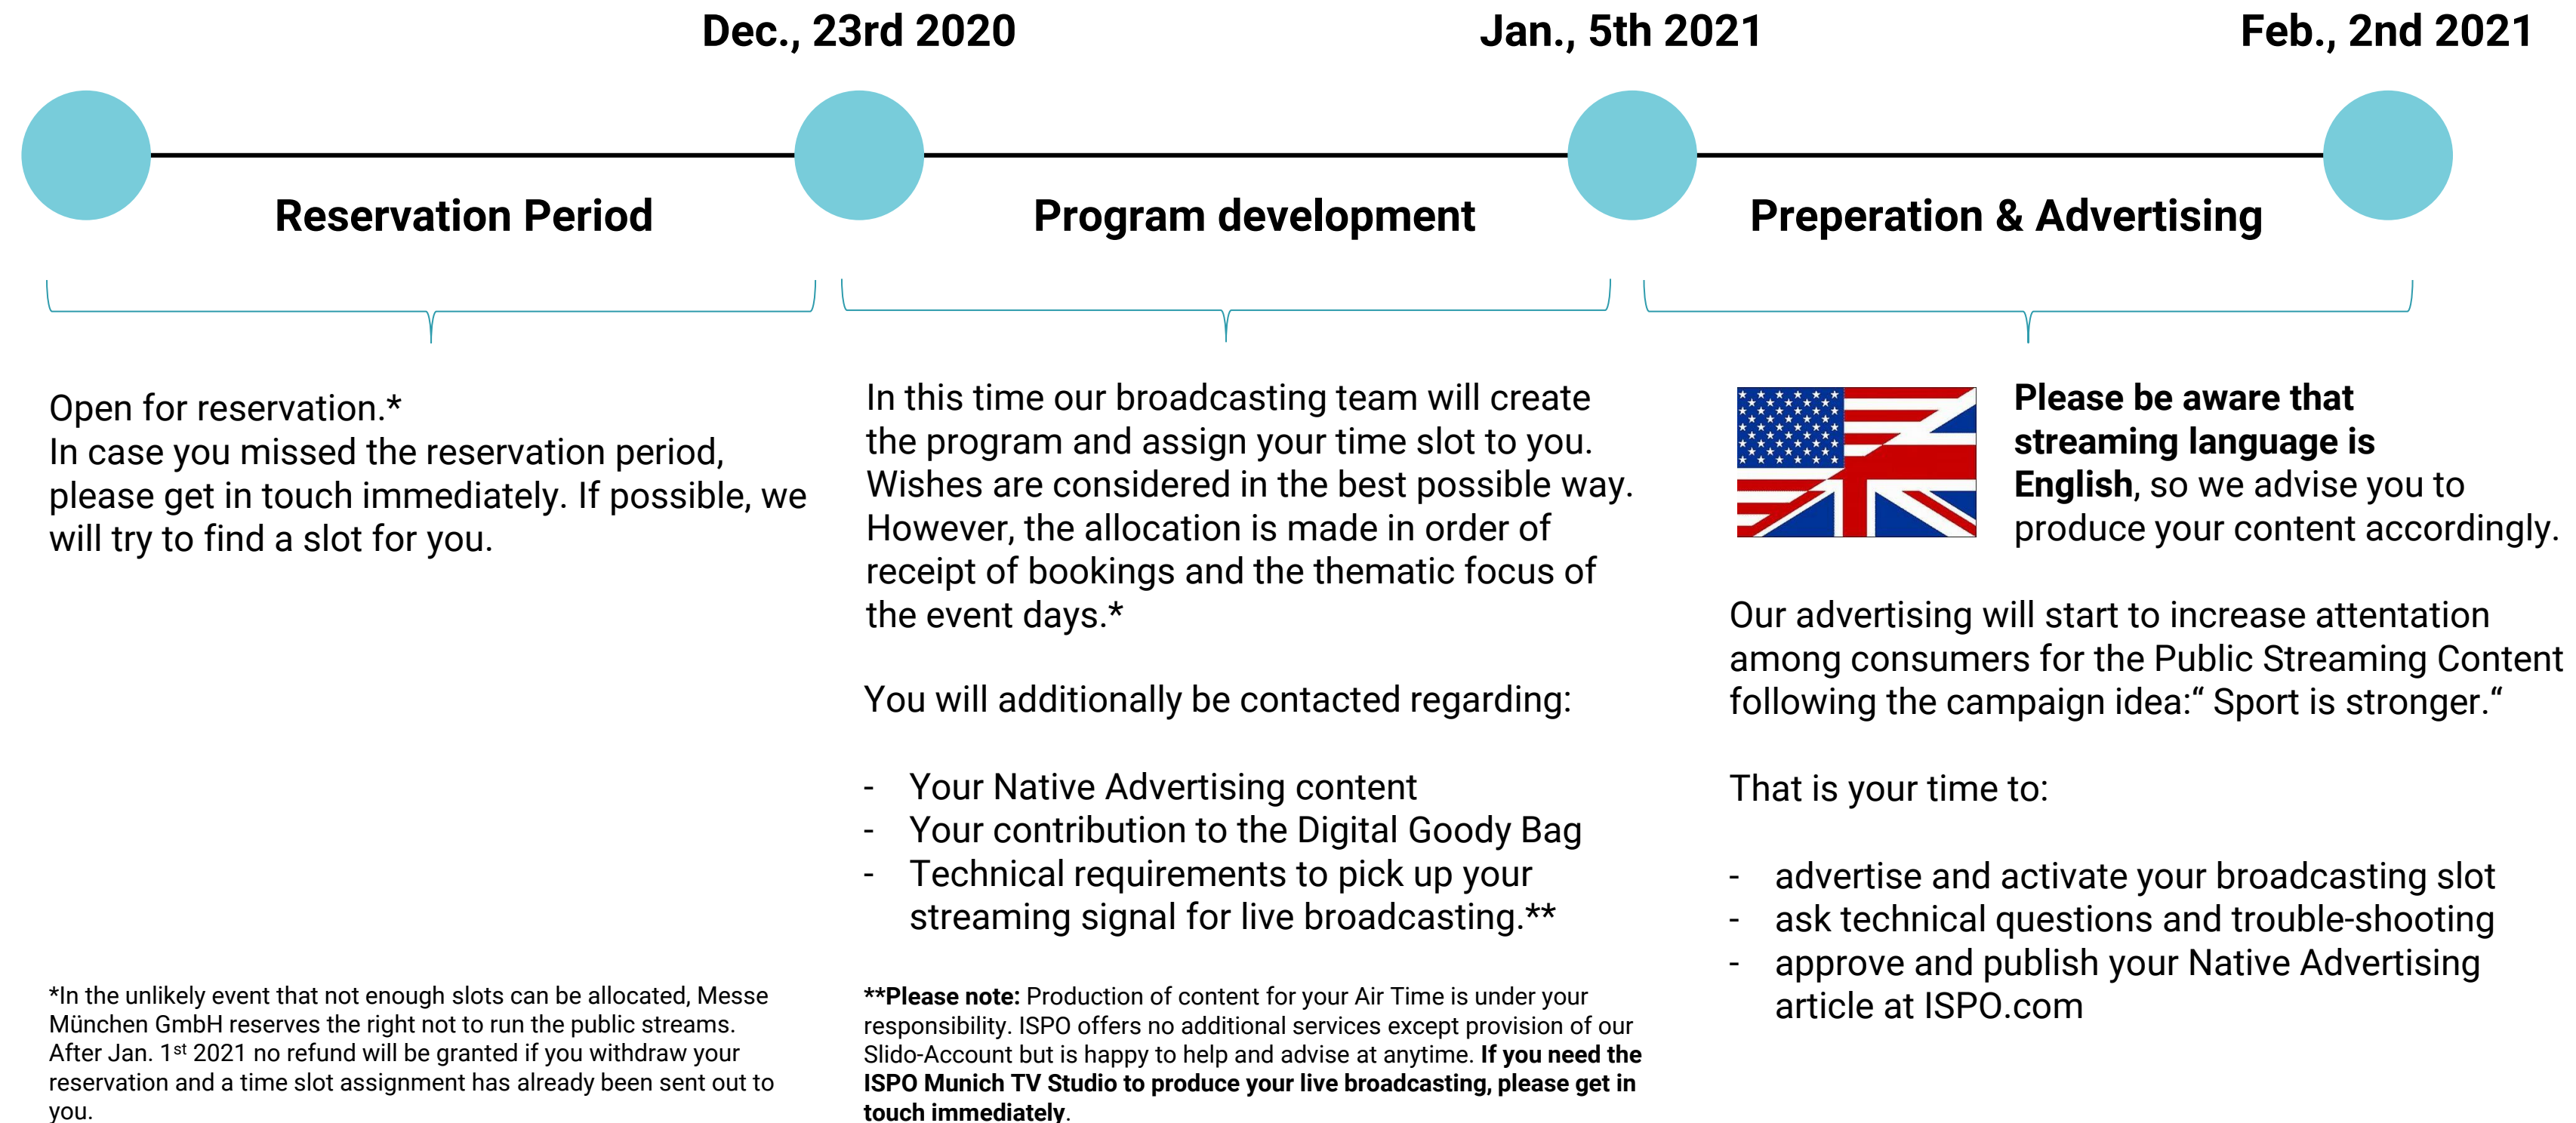 Dec., 23rd 2020
Jan., 5th 2021
Feb., 2nd 2021
Reservation Period
Program development
Preperation & Advertising
Open for reservation.*
In case you missed the reservation period,
please get in touch immediately. If possible, we
will try to find a slot for you.
*In the unlikely event that not enough slots can be allocated, Messe
München GmbH reserves the right not to run the public streams.
After Jan. 1st 2021 no refund will be granted if you withdraw your
reservation and a time slot assignment has already been sent out to
you.
In this time our broadcasting team will create
the program and assign your time slot to you.
Wishes are considered in the best possible way.
However, the allocation is made in order of
receipt of bookings and the thematic focus of
the event days.*
You will additionally be contacted regarding:
- Your Native Advertising content
- Your contribution to the Digital Goody Bag
- Technical requirements to pick up your
streaming signal for live broadcasting.**
**Please note: Production of content for your Air Time is under your
responsibility. ISPO offers no additional services except provision of our
Slido-Account but is happy to help and advise at anytime. If you need the
ISPO Munich TV Studio to produce your live broadcasting, please get in
touch immediately.
Please be aware that
streaming language is
English, so we advise you to
produce your content accordingly.
Our advertising will start to increase attentation
among consumers for the Public Streaming Content
following the campaign idea:“ Sport is stronger.“
That is your time to:
- advertise and activate your broadcasting slot
- ask technical questions and trouble-shooting
- approve and publish your Native Advertising
article at ISPO.com